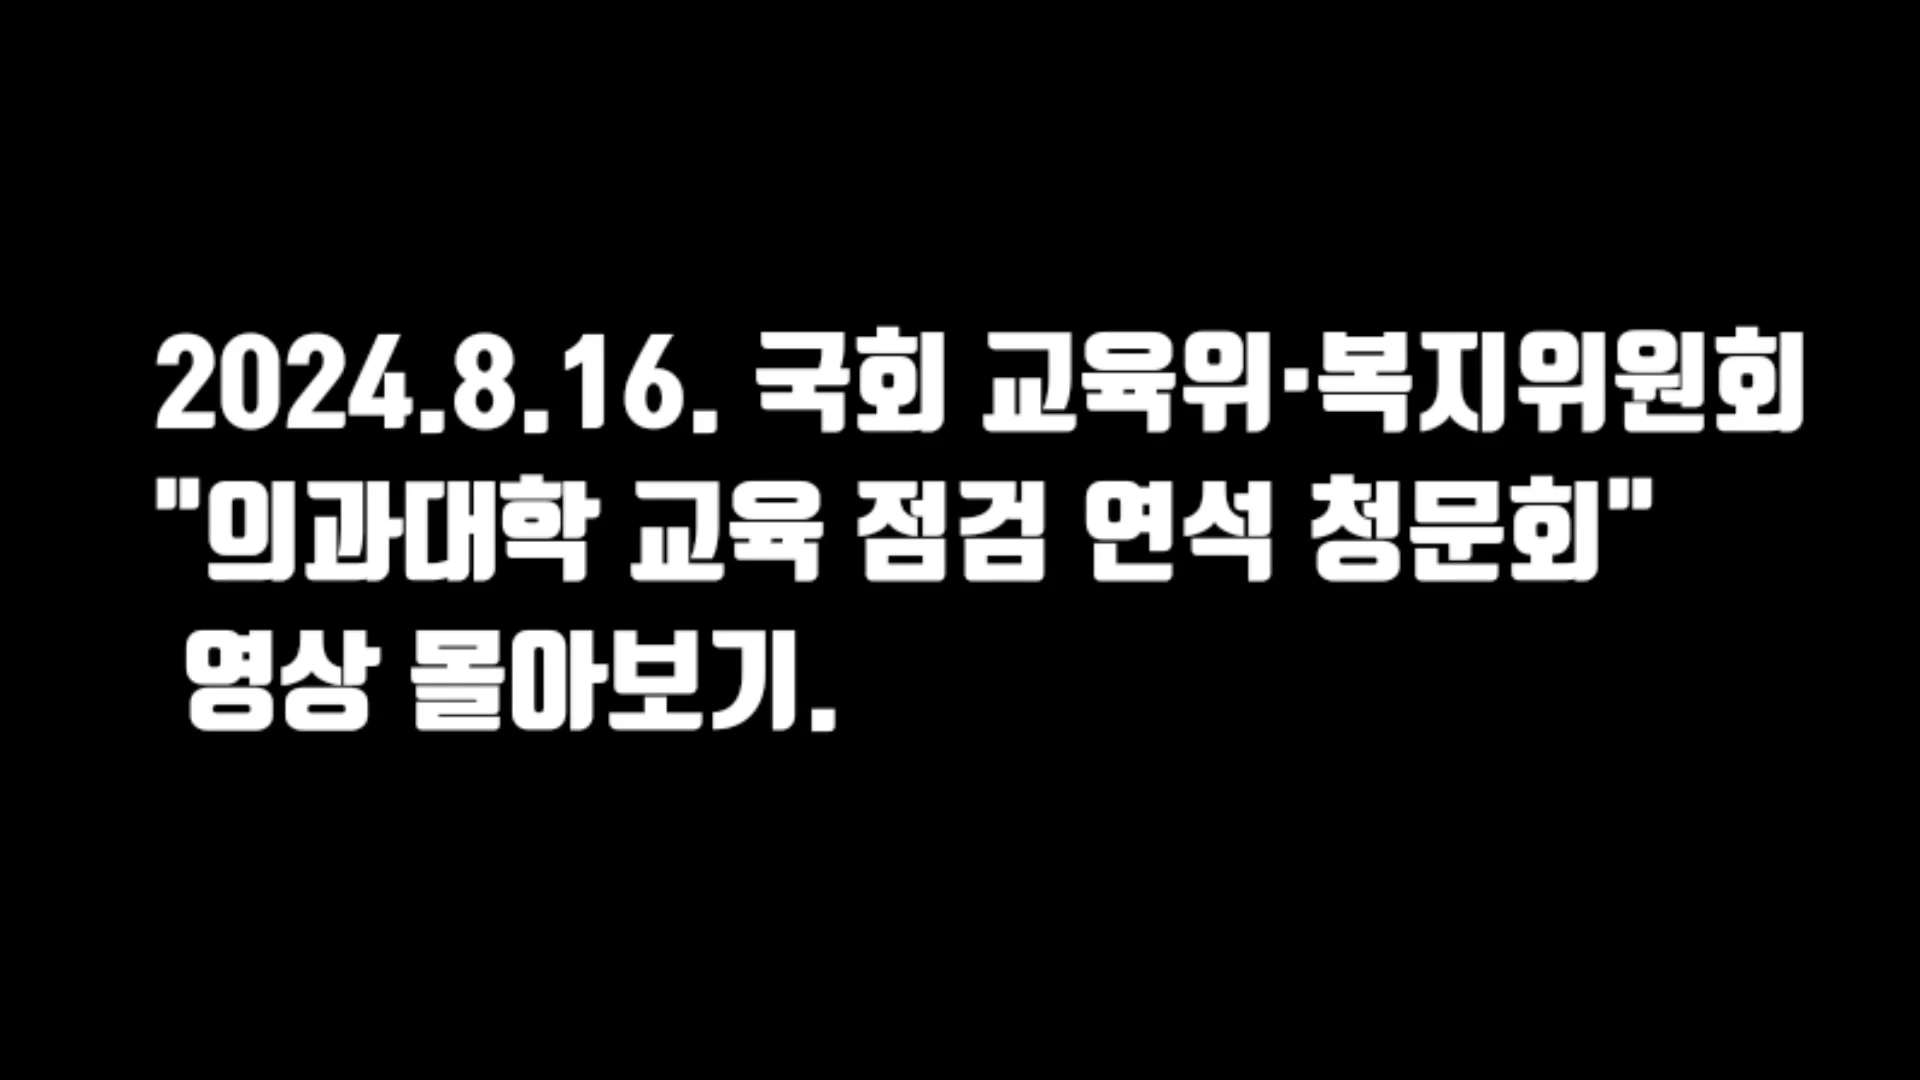 2024.8.16. 국회 교육위·복지위원회
"의과대학 교육 점검 연석 청문회"
영상 몰아보기.